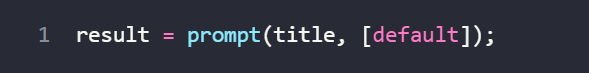 1 result = prompt(title, [default]);